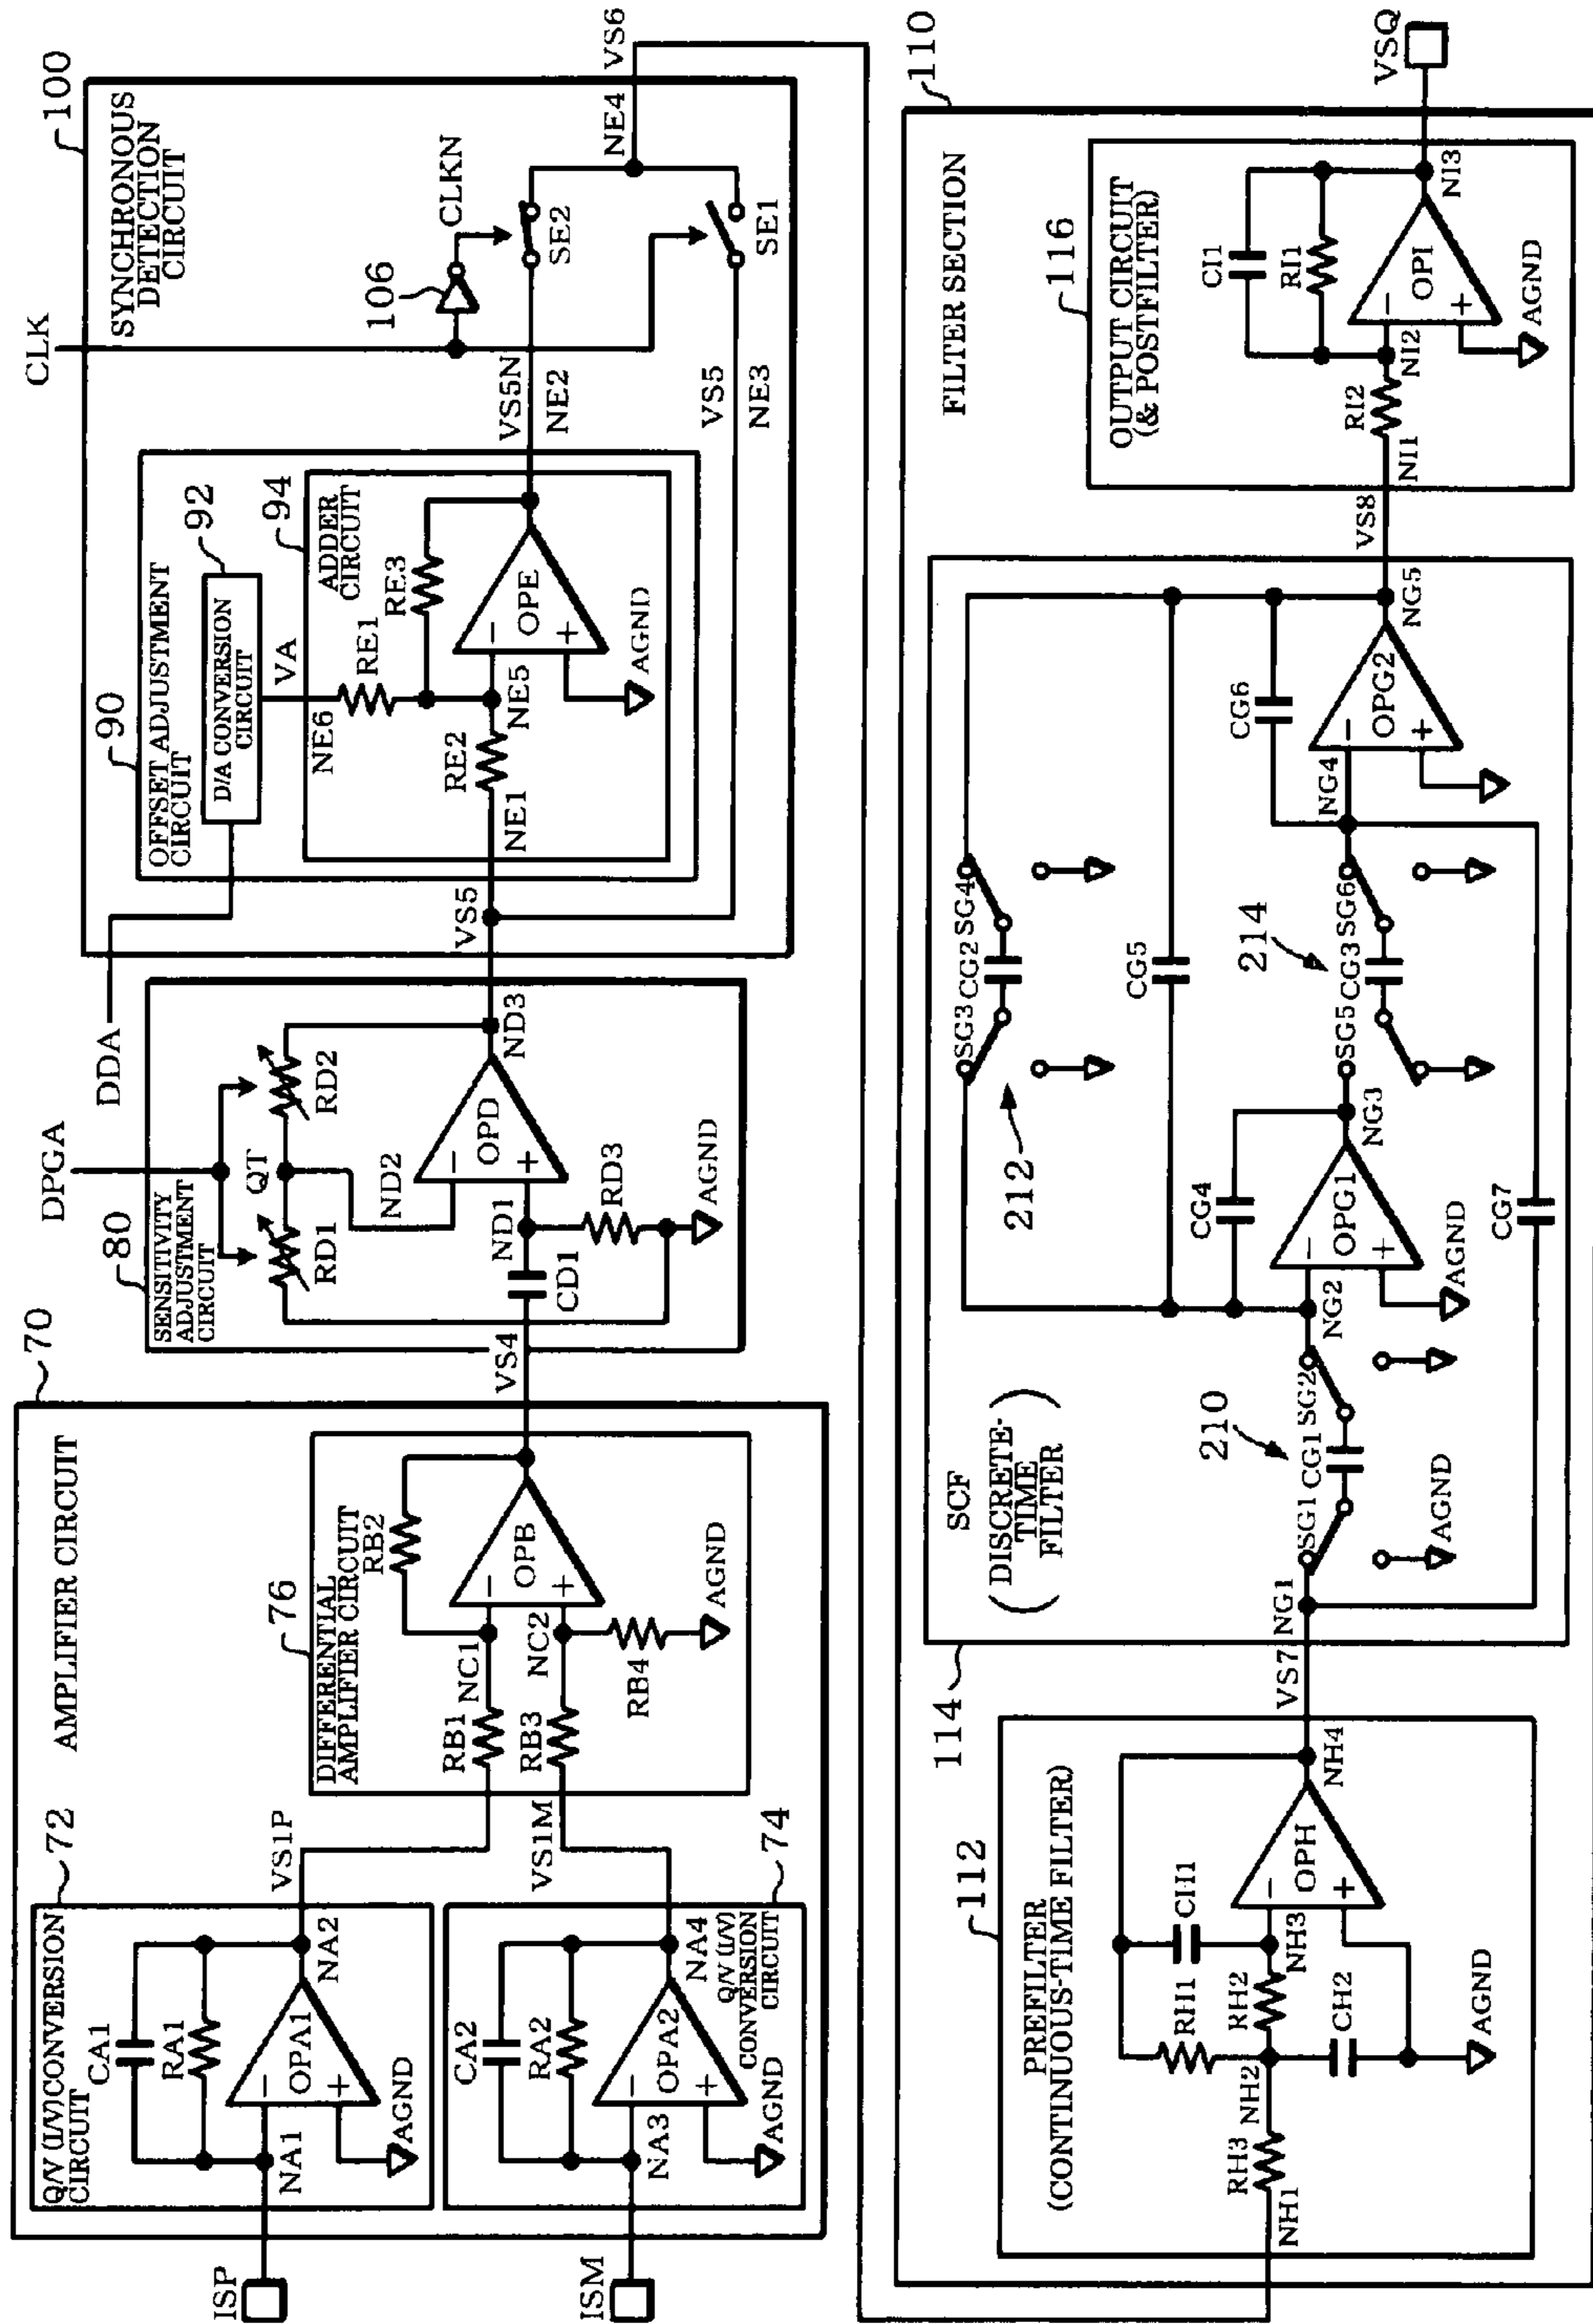 70
AMPLIFIER CIRCUIT
72
Q/V (I/V)CONVERSION
CIRCUIT
CA1
RA1
OPA1
-
+
NA1
NA2
AGND
ISP
VS1P
CA2
RA2
OPA2
-
+
NA3
NA4
Q/V (I/V)
CONVERSION
CIRCUIT
AGND
ISM
VS1M
74
76
DIFFERENTIAL
AMPLIFIER CIRCUIT
RB2
RB1
NC1
OPB
-
+
RB3
NC2
RB4
AGND
VS4
80
SENSITIVITY
ADJUSTMENT
CIRCUIT
DPGA
QT
RD1
RD2
ND2
OPD
-
+
ND1
CD1
ND3
RD3
AGND
DDA
VS5
90
OFFSET ADJUSTMENT
CIRCUIT
92
D/A CONVERSION
CIRCUIT
VA
94
ADDER
CIRCUIT
NE6
RE1
RE3
RE2
NE1
NE5
OPE
-
+
AGND
VS5N
NE2
VS5
NE3
CLK
100
SYNCHRONOUS
DETECTION
CIRCUIT
106
CLKN
SE2
SE1
NE4
VS6
110
FILTER SECTION
112
PREFILTER
(CONTINUOUS-TIME FILTER)
RH1
CH1
RH3
RH2
NH1
NH2
NH3
CH2
OPH
-
+
NH4
AGND
VS7
114
SCF
(DISCRETE-
TIME
FILTER)
NG1
210
SG1
CG1
SG2
AGND
NG2
CG4
OPG1
-
+
AGND
NG3
212
SG3
CG2
SG4
CG5
214
SG5
CG3
SG6
CG7
NG4
CG6
OPG2
-
+
NG5
VS8
116
OUTPUT CIRCUIT
(& POSTFILTER)
NI1
RI2
NI2
CI1
RI1
OPI
-
+
AGND
NI3
VSQ